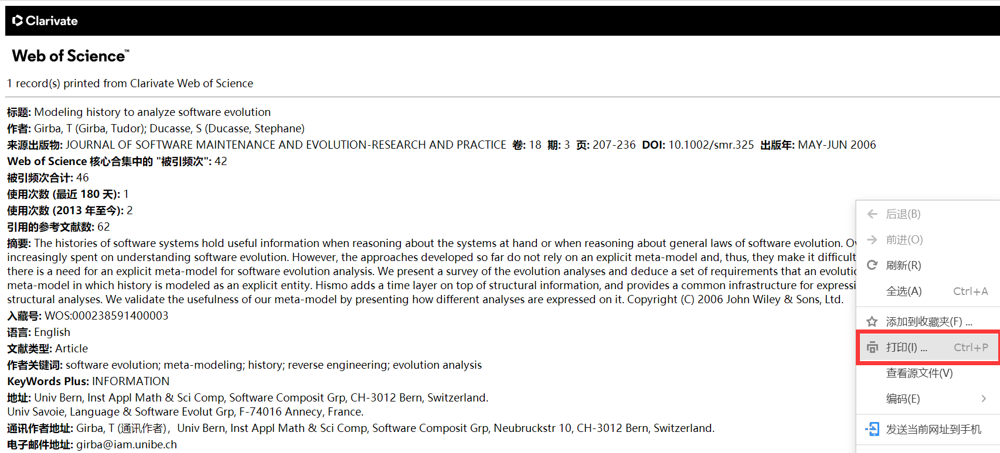 Clarivate
Web of Science™
1 record(s) printed from Clarivate Web of Science
标题: Modeling history to analyze software evolution
作者: Girba, T (Girba, Tudor); Ducasse, S (Ducasse, Stephane)
来源出版物: JOURNAL OF SOFTWARE MAINTENANCE AND EVOLUTION-RESEARCH AND PRACTICE 卷: 18 期: 3 页: 207-236 DOI: 10.1002/smr.325 出版年: MAY-JUN 2006
Web of Science 核心合集中的 "被引频次": 42
被引频次合计: 46
使用次数 (最近 180 天): 1
使用次数 (2013 年至今): 2
引用的参考文献数: 62
摘要: The histories of software systems hold useful information when reasoning about the systems at hand or when reasoning about general laws of software evolution.
increasingly spent on understanding software evolution. However, the approaches developed so far do not rely on an explicit meta-model and, thus, they make it difficult
there is a need for an explicit meta-model for software evolution analysis. We present a survey of the evolution analyses and deduce a set of requirements that an
meta-model in which history is modeled as an explicit entity. Hismo adds a time layer on top of structural information, and provides a common infrastructure for
structural analyses. We validate the usefulness of our meta-model by presenting how different analyses are expressed on it. Copyright (C) 2006 John Wiley & Sons, Ltd.
入藏号: WOS:000238591400003
语言: English
文献类型: Article
作者关键词: software evolution; meta-modeling; history; reverse engineering; evolution analysis
KeyWords Plus: INFORMATION
地址: Univ Bern, Inst Appl Math & Sci Comp, Software Composit Grp, CH-3012 Bern, Switzerland.
Univ Savoie, Language & Software Evolut Grp, F-74016 Annecy, France.
通讯作者地址: Girba, T (通讯作者)，Univ Bern, Inst Appl Math & Sci Comp, Software Composit Grp, Neubruckstr 10, CH-3012 Bern, Switzerland.
电子邮件地址: girba@iam.unibe.ch
后退(B)
前进(O)
刷新(R)
全选(A) Ctrl+A
添加到收藏夹(F) ...
打印(I) ... Ctrl+P
查看源文件(V)
编码(E)
发送当前网址到手机